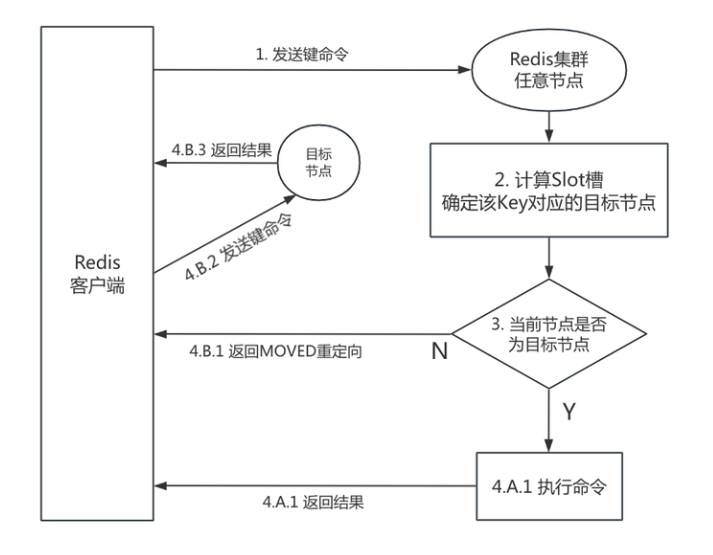 1. 发送键命令
Redis集群
任意节点
4.B.3 返回结果
目标
节点
2. 计算Slot槽
确定该Key对应的目标节点
4.B.2 发送键命令
Redis
客户端
3. 当前节点是否
为目标节点
4.B.1 返回MOVED重定向
N
Y
4.A.1 执行命令
4.A.1 返回结果